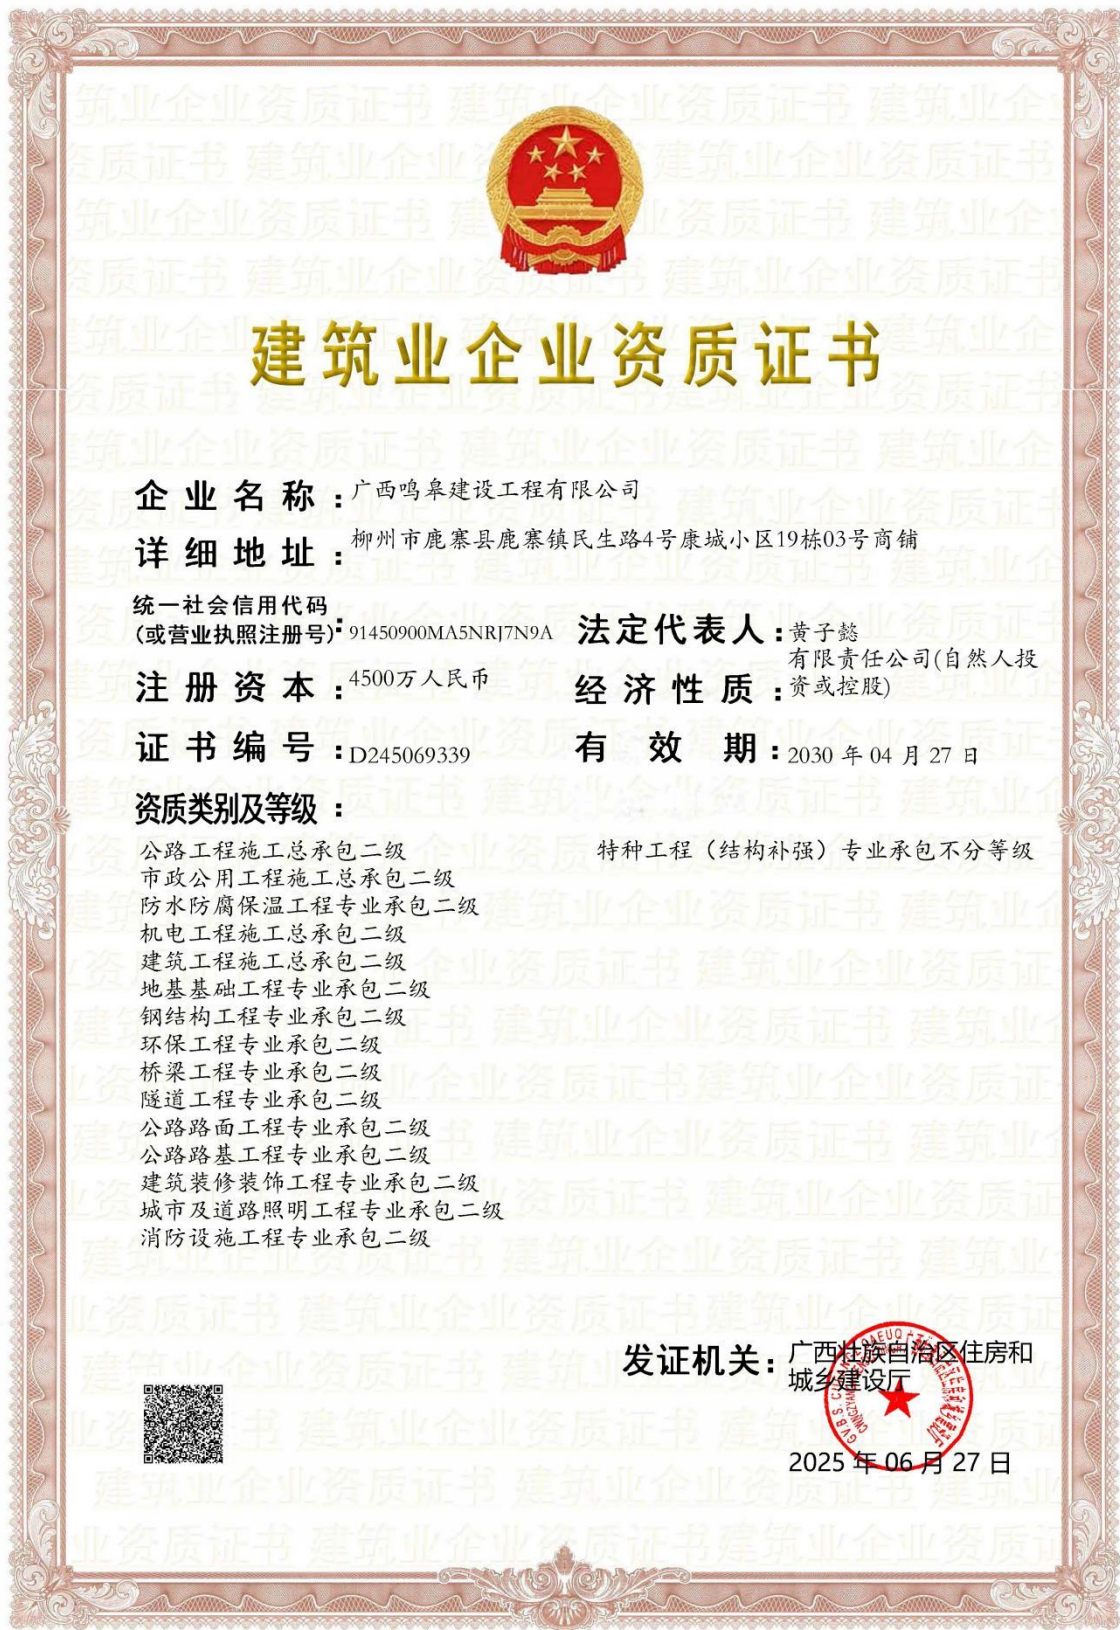 建筑业企业资质证书
企业名称：广西鸣皋建设工程有限公司
详细地址：柳州市鹿寨县鹿寨镇民生路4号康城小区19栋03号商铺
统一社会信用代码
(或营业执照注册号)：91450900MA5NRJ7N9A
法定代表人：黄子懿
注册资本：4500万人民币
经济性质：有限责任公司(自然人投
资或控股)
证书编号：D245069339
有效期：2030 年 04 月 27 日
资质类别及等级：
公路工程施工总承包二级
市政公用工程施工总承包二级
防水防腐保温工程专业承包二级
机电工程施工总承包二级
建筑工程施工总承包二级
地基基础工程专业承包二级
钢结构工程专业承包二级
环保工程专业承包二级
桥梁工程专业承包二级
隧道工程专业承包二级
公路路面工程专业承包二级
公路路基工程专业承包二级
建筑装修装饰工程专业承包二级
城市及道路照明工程专业承包二级
消防设施工程专业承包二级
特种工程（结构补强）专业承包不分等级
发证机关：广西壮族自治区住房和
城乡建设厅
2025 年 06 月 27 日